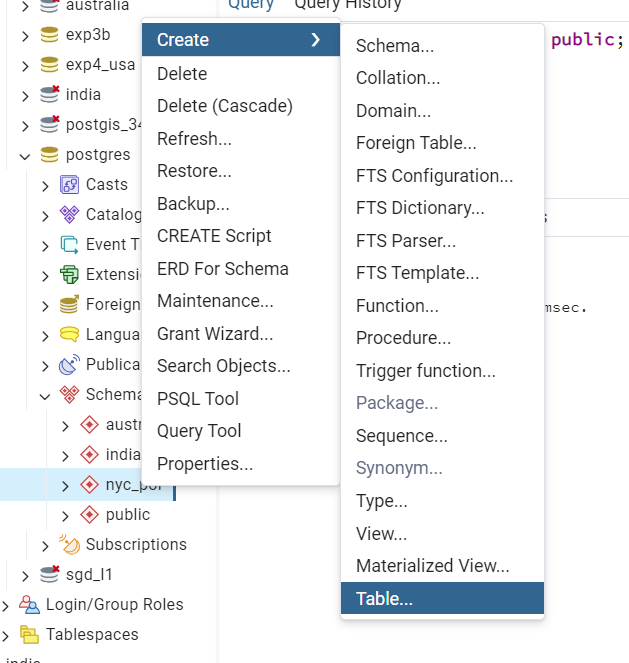 australia
exp3b
exp4_usa
india
postgis_34
postgres
Casts
Catalog
Event T
Extensi
Foreign
Langua
Publica
Schema
aust
india
nyc_por
public
Subscriptions
sgd_l1
Login/Group Roles
Tablespaces
india
Query Query History
public;
msec.
Create
Delete
Delete (Cascade)
Refresh...
Restore...
Backup...
CREATE Script
ERD For Schema
Maintenance...
Grant Wizard...
Search Objects...
PSQL Tool
Query Tool
Properties...
Schema...
Collation...
Domain...
Foreign Table...
FTS Configuration...
FTS Dictionary...
FTS Parser...
FTS Template...
Function...
Procedure...
Trigger function...
Package...
Sequence...
Synonym...
Type...
View...
Materialized View...
Table...